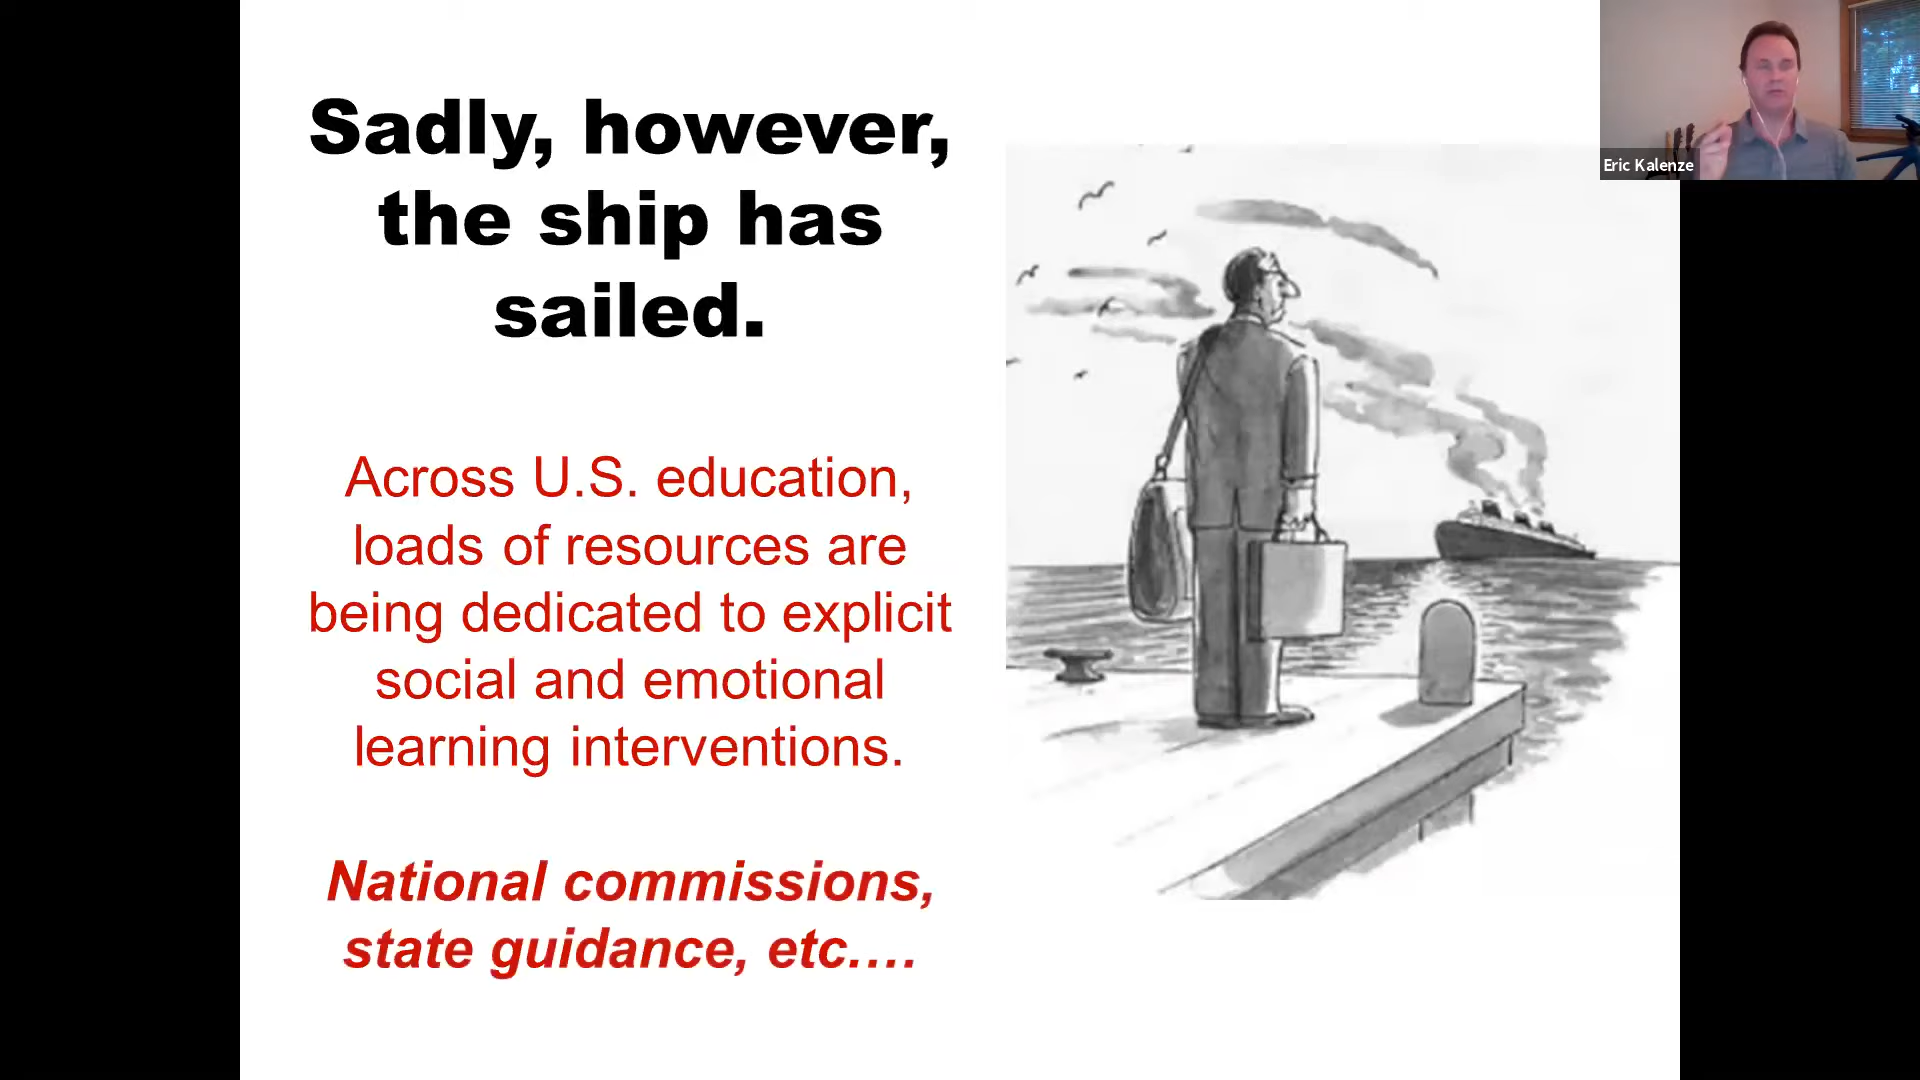 Sadly, however,
the ship has
sailed.
Across U.S. education,
loads of resources are
being dedicated to explicit
social and emotional
learning interventions.
National commissions,
state guidance, etc....
Eric Kalenze